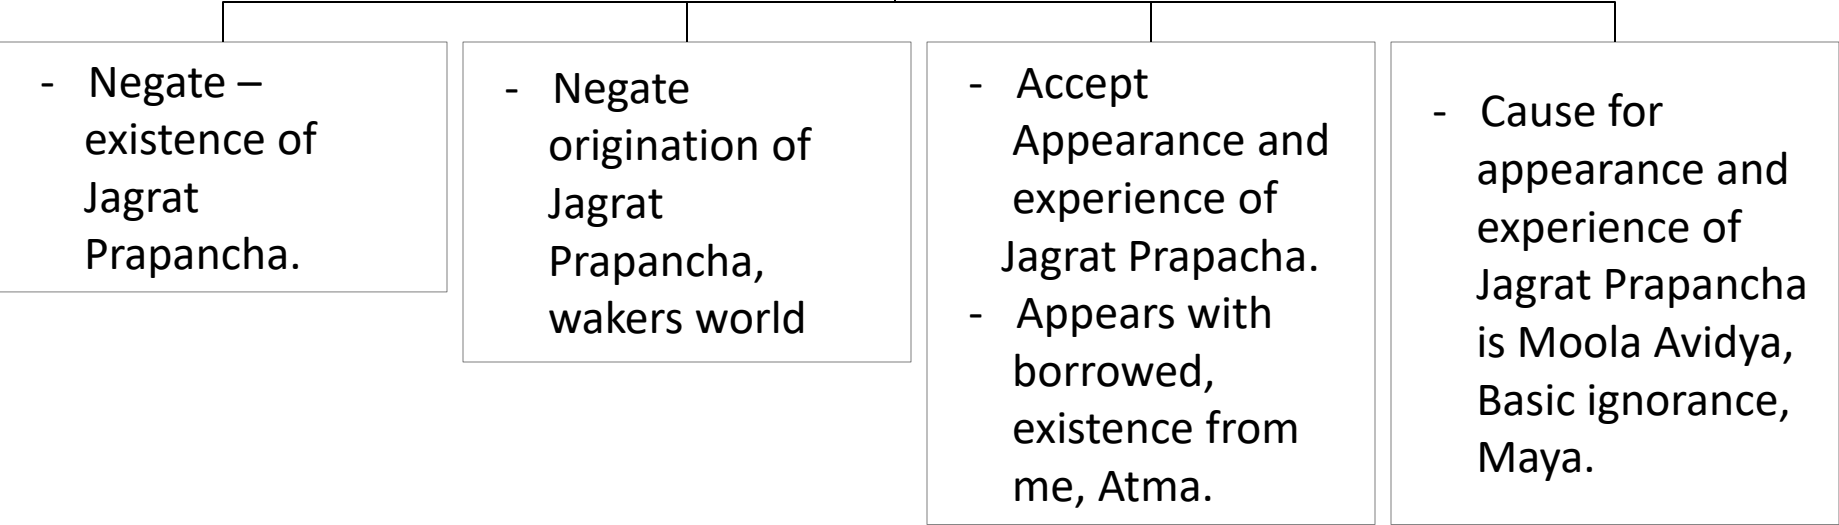 - Negate –
existence of
Jagrat
Prapancha.
- Negate
origination of
Jagrat
Prapancha,
wakers world
- Accept
Appearance and
experience of
Jagrat Prapacha.
- Appears with
borrowed,
existence from
me, Atma.
- Cause for
appearance and
experience of
Jagrat Prapancha
is Moola Avidya,
Basic ignorance,
Maya.